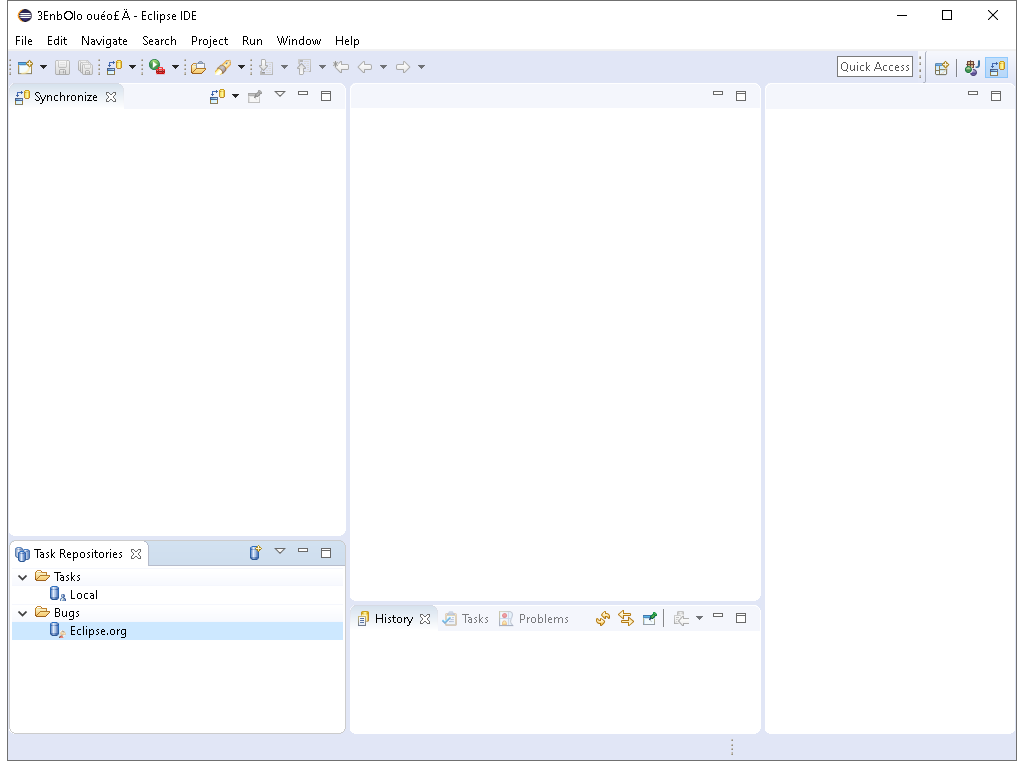 3EnbOlo ouéo£Ä - Eclipse IDE
File Edit Navigate Search Project Run Window Help
Quick Access
Synchronize
Task Repositories
Tasks
Local
Bugs
Eclipse.org
History Tasks Problems